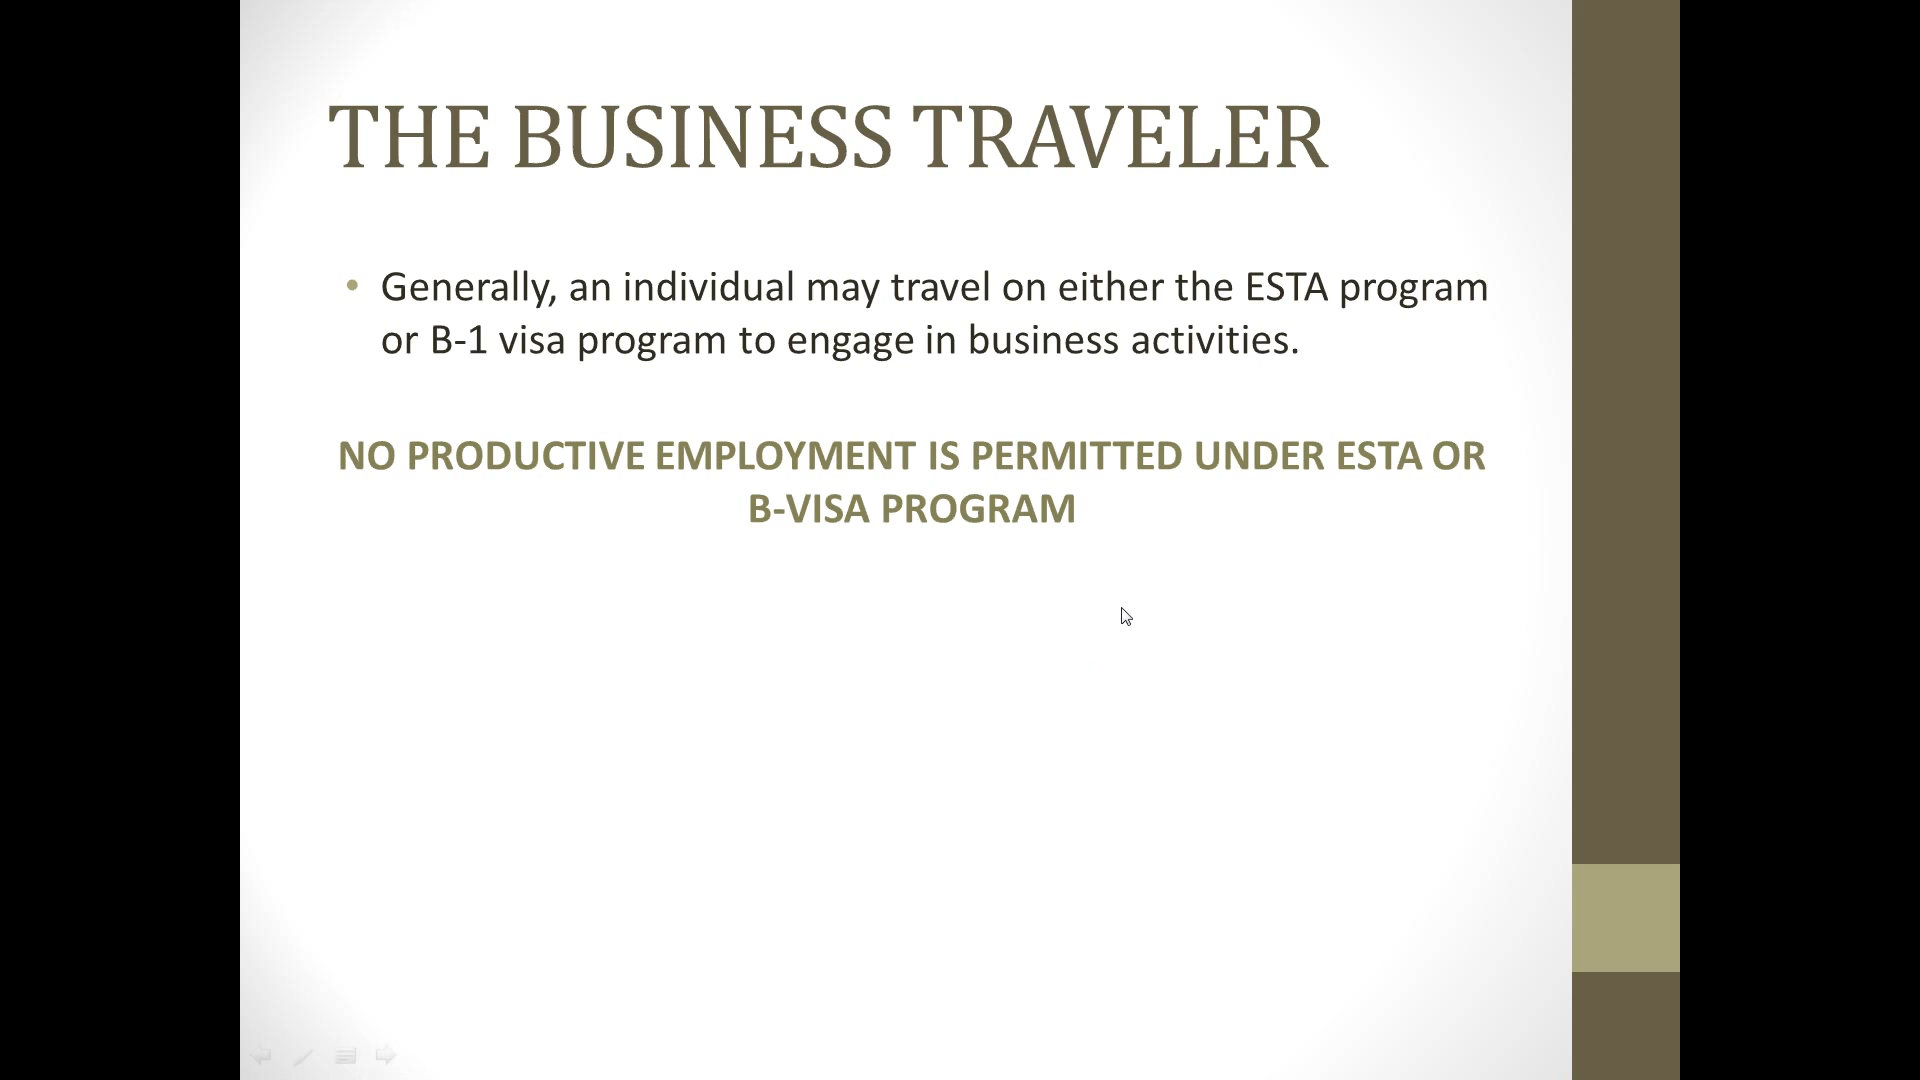 THE BUSINESS TRAVELER
• Generally, an individual may travel on either the ESTA program
or B-1 visa program to engage in business activities.
NO PRODUCTIVE EMPLOYMENT IS PERMITTED UNDER ESTA OR
B-VISA PROGRAM